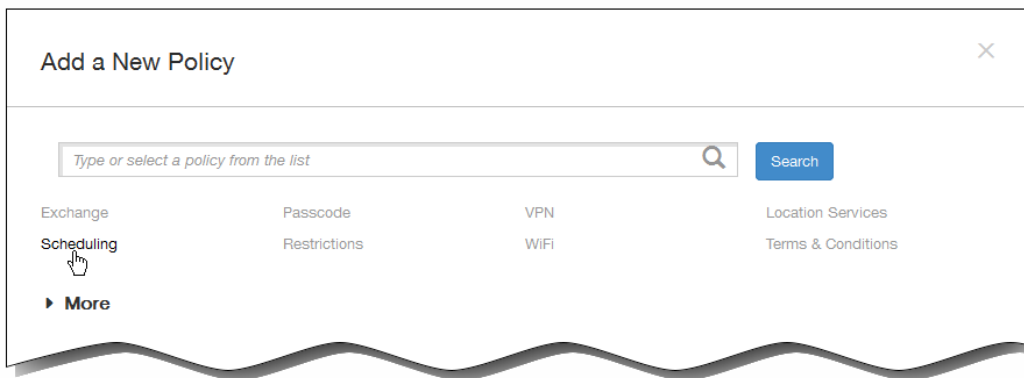 Add a New Policy
Type or select a policy from the list
Search
Exchange Passcode VPN Location Services
Scheduling Restrictions WiFi Terms & Conditions
More